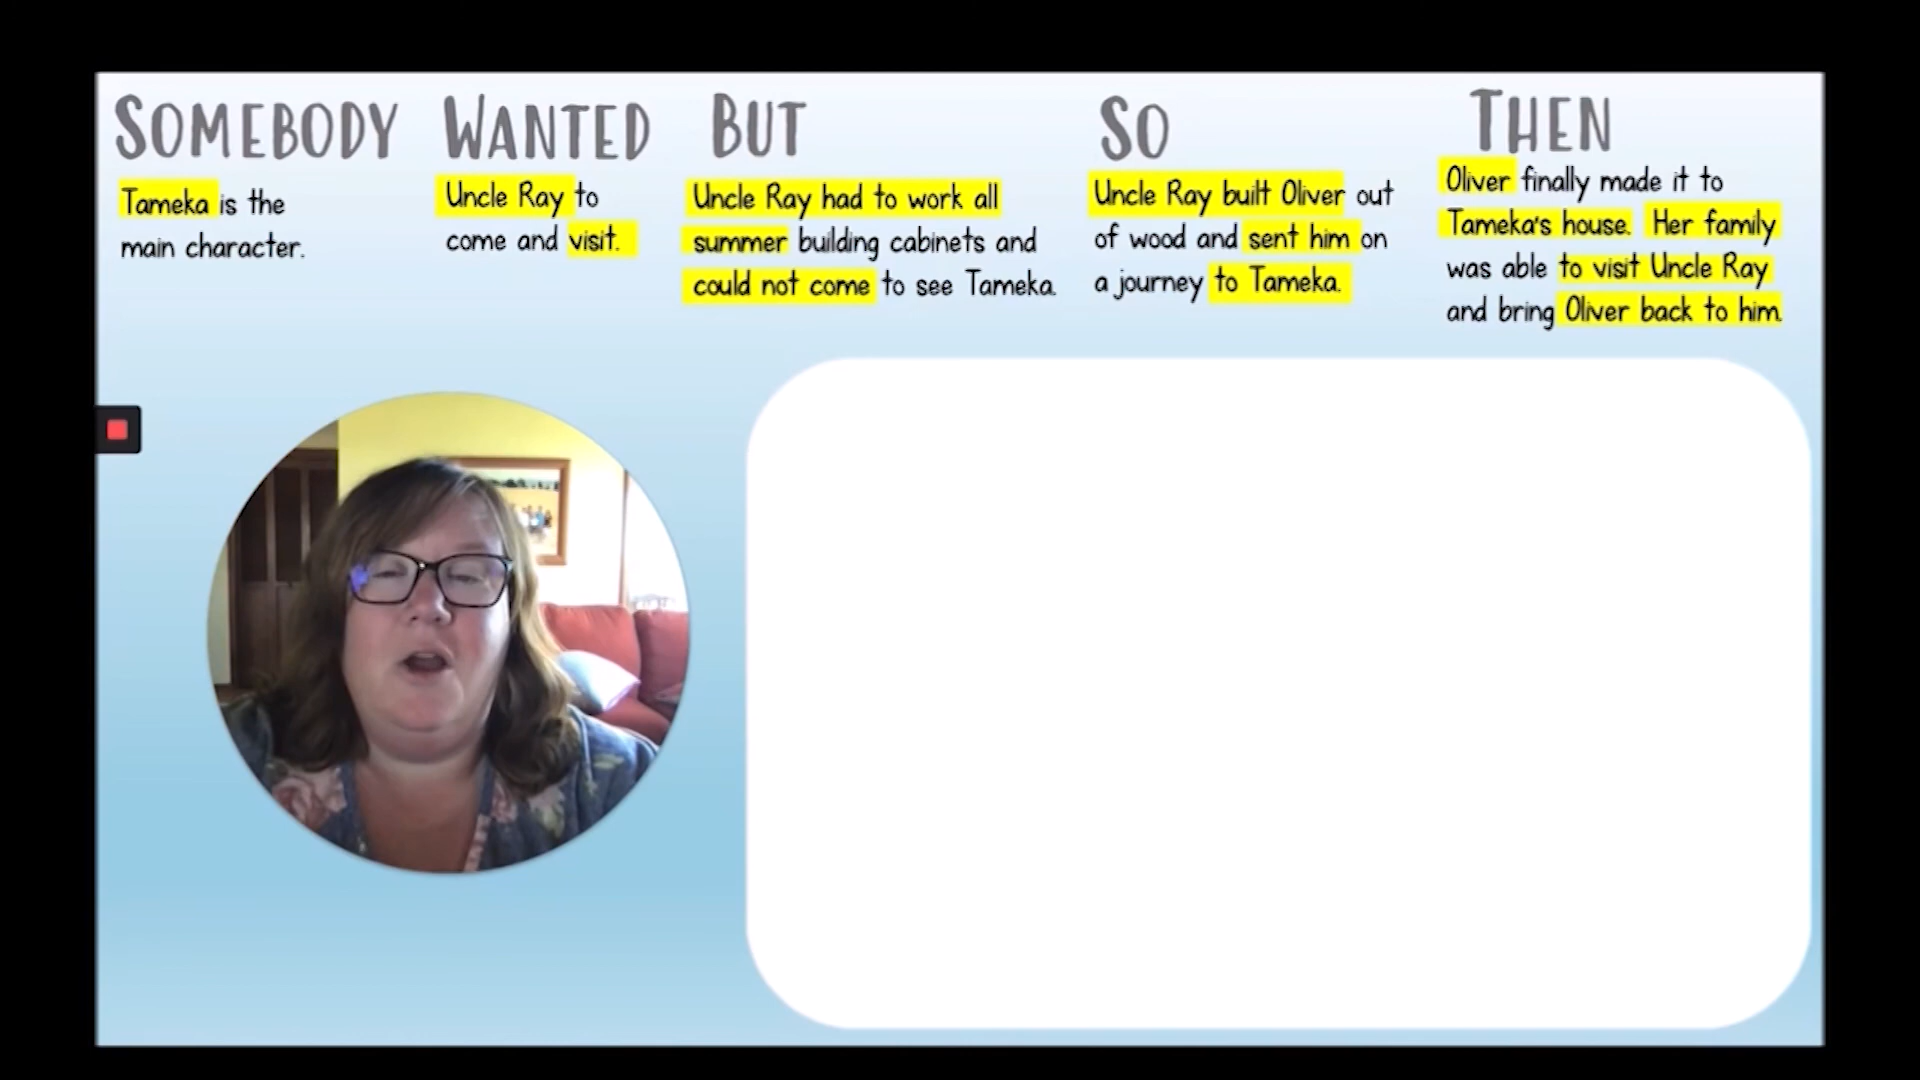 SOMEBODY
Tameka is the
main character.
WANTED
Uncle Ray to
come and visit.
BUT
Uncle Ray had to work all
summer building cabinets and
could not come to see Tameka.
SO
Uncle Ray built Oliver out
of wood and sent him on
a journey to Tameka.
THEN
Oliver finally made it to
Tameka's house. Her family
was able to visit Uncle Ray
and bring Oliver back to him.